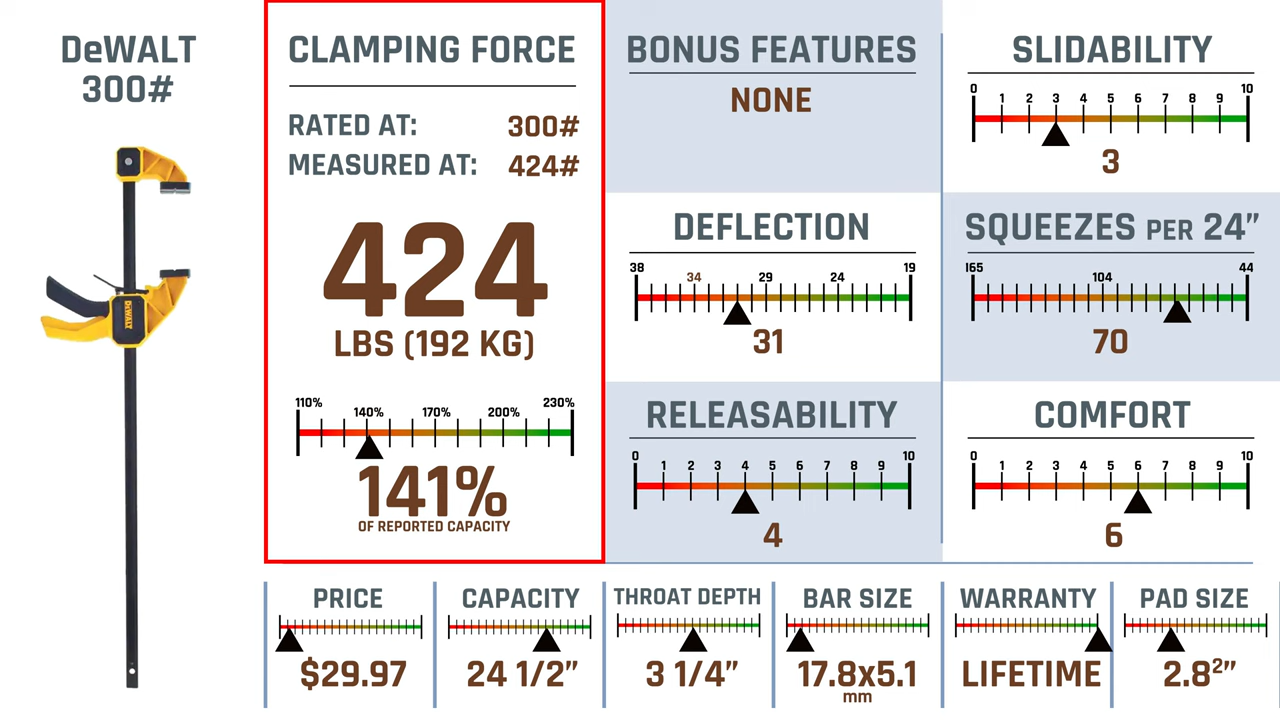 DeWALT
300#
DeWALT
CLAMPING FORCE
RATED AT: 300#
MEASURED AT: 424#
424
LBS (192 KG)
110% 140% 170% 200% 230%
141%
OF REPORTED CAPACITY
BONUS FEATURES
NONE
SLIDABILITY
0 1 2 3 4 5 6 7 8 9 10
3
DEFLECTION
38 34 29 24 19
31
SQUEEZES PER 24”
165 104 44
70
RELEASABILITY
0 1 2 3 4 5 6 7 8 9 10
4
COMFORT
0 1 2 3 4 5 6 7 8 9 10
6
PRICE
$29.97
CAPACITY
24 1/2”
THROAT DEPTH
3 1/4”
BAR SIZE
17.8x5.1
mm
WARRANTY
LIFETIME
PAD SIZE
2.8²”